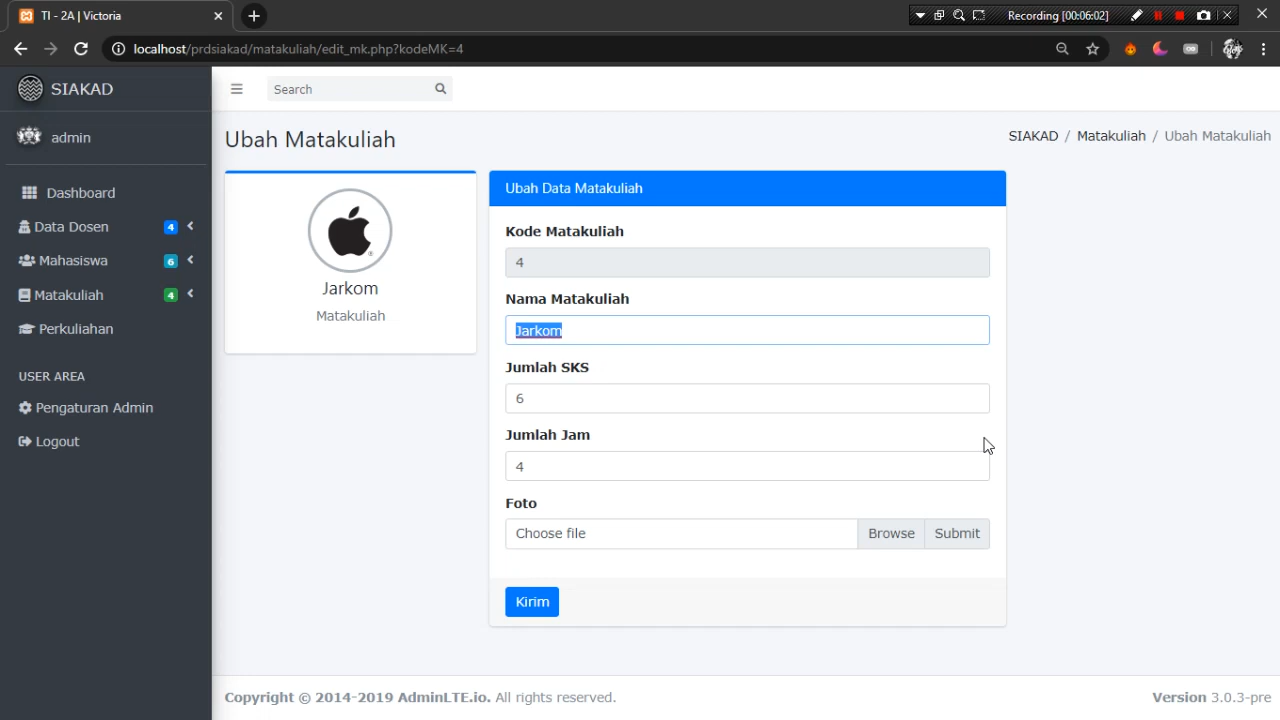 TI - 2A | Victoria
Recording [00:06:02]
localhost/prdsiakad/matakuliah/edit_mk.php?kodeMK=4
SIAKAD
Search
admin
Ubah Matakuliah
SIAKAD / Matakuliah / Ubah Matakuliah
Dashboard
Data Dosen 4
Mahasiswa 6
Matakuliah 4
Perkuliahan
USER AREA
Pengaturan Admin
Logout
Jarkom
Matakuliah
Ubah Data Matakuliah
Kode Matakuliah
4
Nama Matakuliah
Jarkom
Jumlah SKS
6
Jumlah Jam
4
Foto
Choose file Browse Submit
Kirim
Copyright © 2014-2019 AdminLTE.io. All rights reserved.
Version 3.0.3-pre